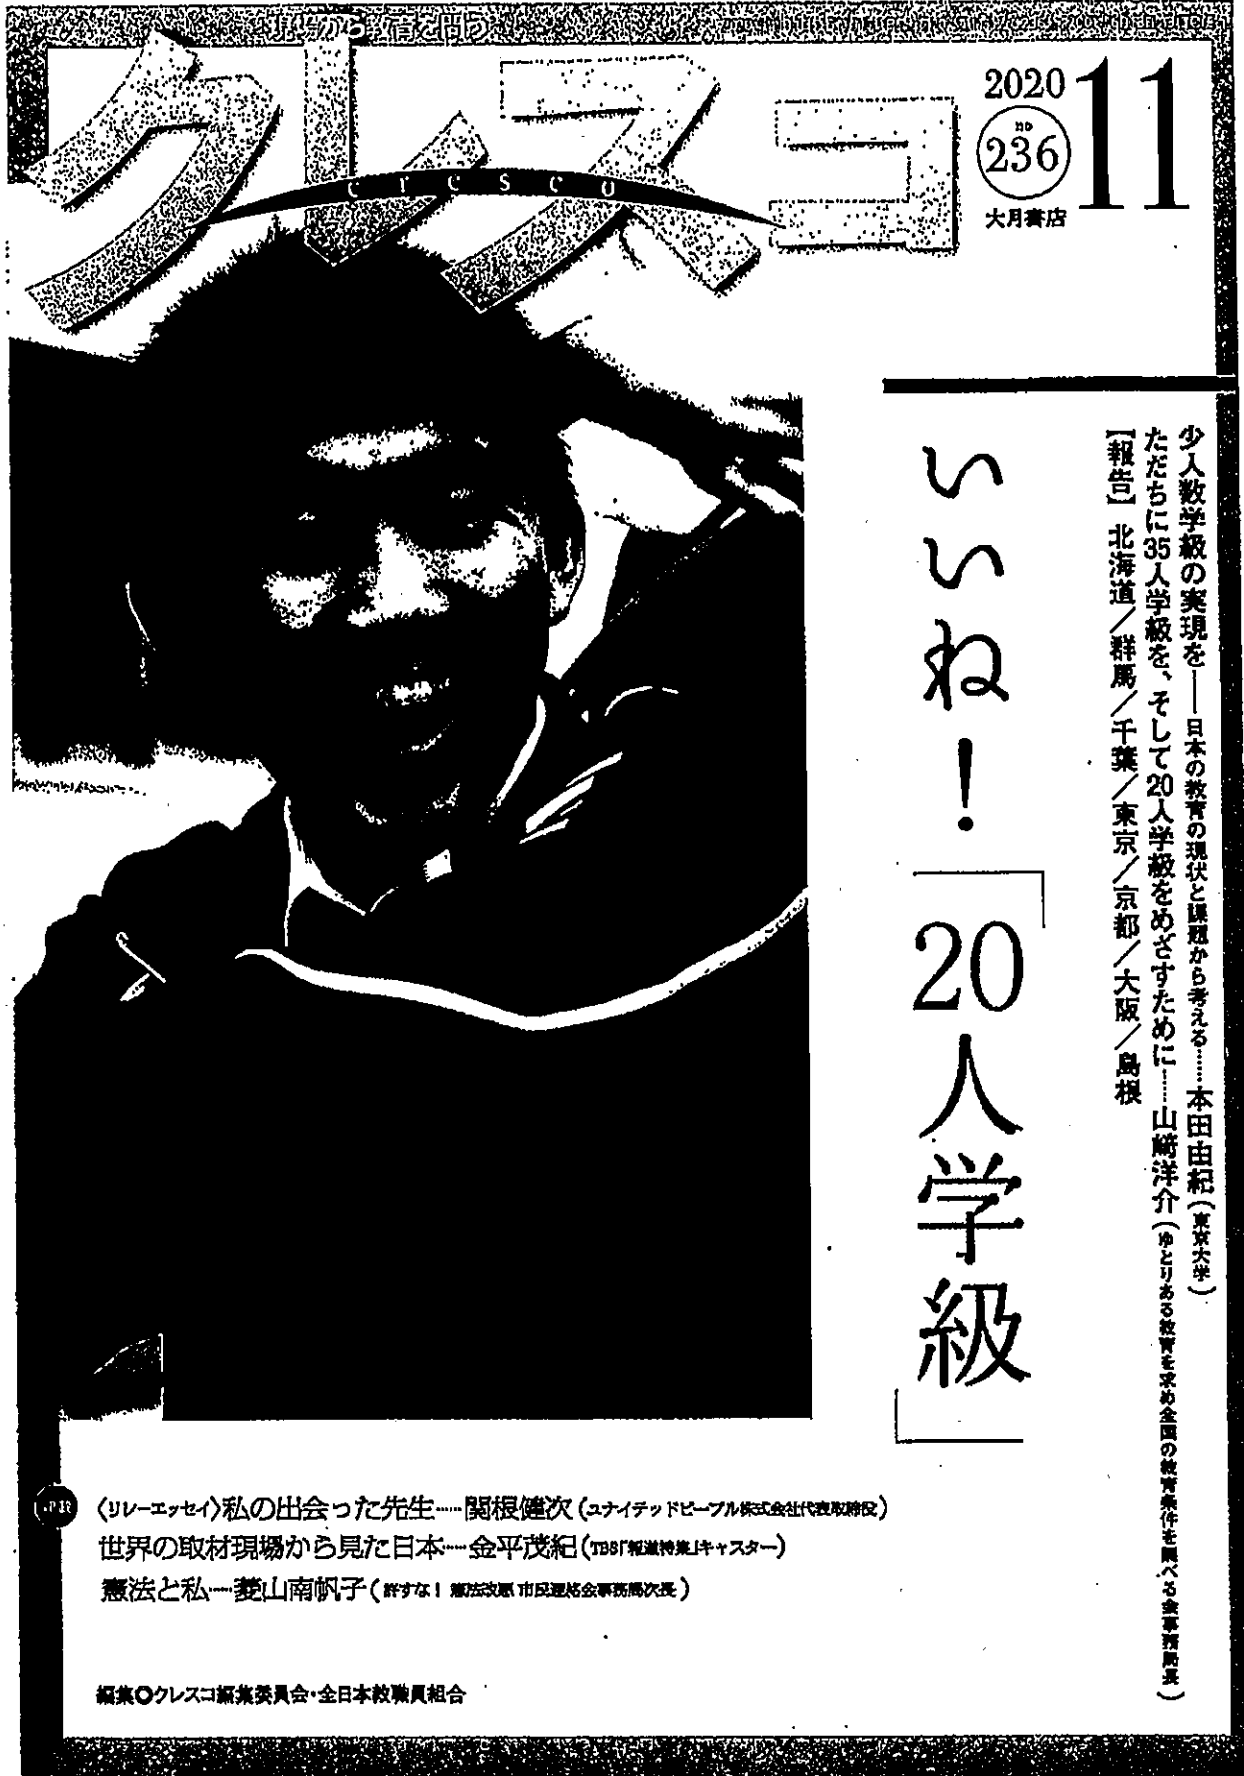 から
を問う
クレスコ
cresco
2020
no
236
11
大月書店
いいね!「20人学級」
少人数学級の実現を――日本の教育の現状と課題から考える……本田由紀(東京大学)
ただちに35人学級を、そして20人学級をめざすために……山﨑洋介(ゆとりある教育を求め全国の教育条件を調べる会事務局長)
【報告】北海道/群馬/千葉/東京/京都/大阪/島根
〈リレーエッセイ〉私の出会った先生……関根健次(ユナイテッドピープル株式会社代表取締役)
世界の取材現場から見た日本……金平茂紀(TBS「報道特集」キャスター)
憲法と私……菱山南帆子(許すな!憲法改悪 市民連絡会事務局次長)
編集◎クレスコ編集委員会・全日本教職員組合